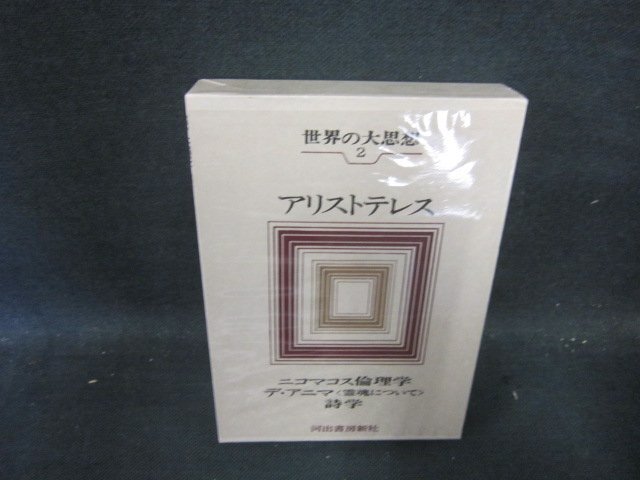 世界の大思想
2
アリストテレス
ニコマコス倫理学
デ・アニマ〈霊魂について〉
詩学
河出書房新社